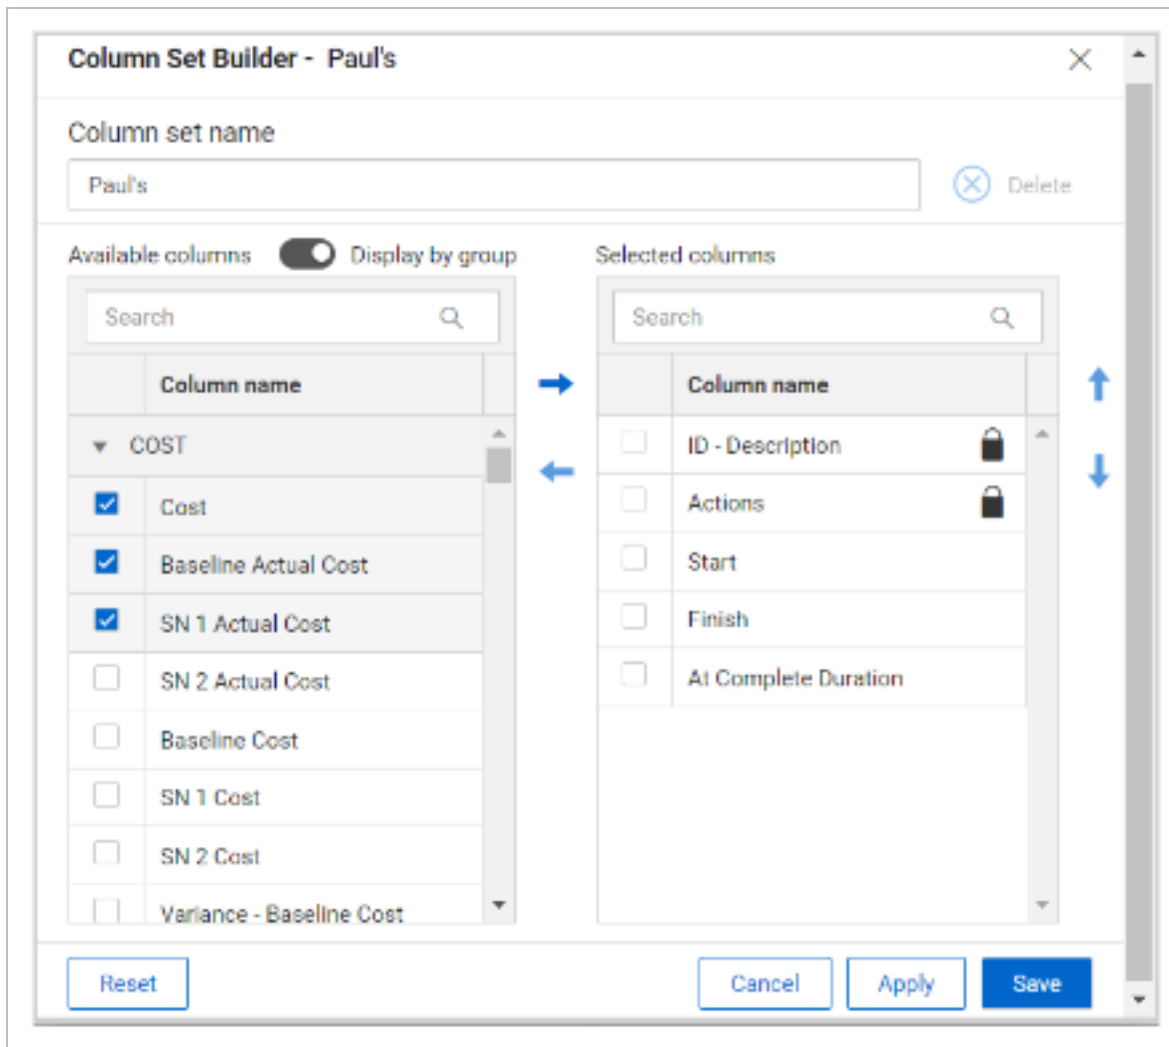 Column Set Builder - Paul's
Column set name
Paul's
Delete
Available columns
Display by group
Selected columns
Search
Search
Column name
Column name
COST
Cost
Baseline Actual Cost
SN 1 Actual Cost
SN 2 Actual Cost
Baseline Cost
SN 1 Cost
SN 2 Cost
Variance - Baseline Cost
ID - Description
Actions
Start
Finish
At Complete Duration
Reset
Cancel
Apply
Save